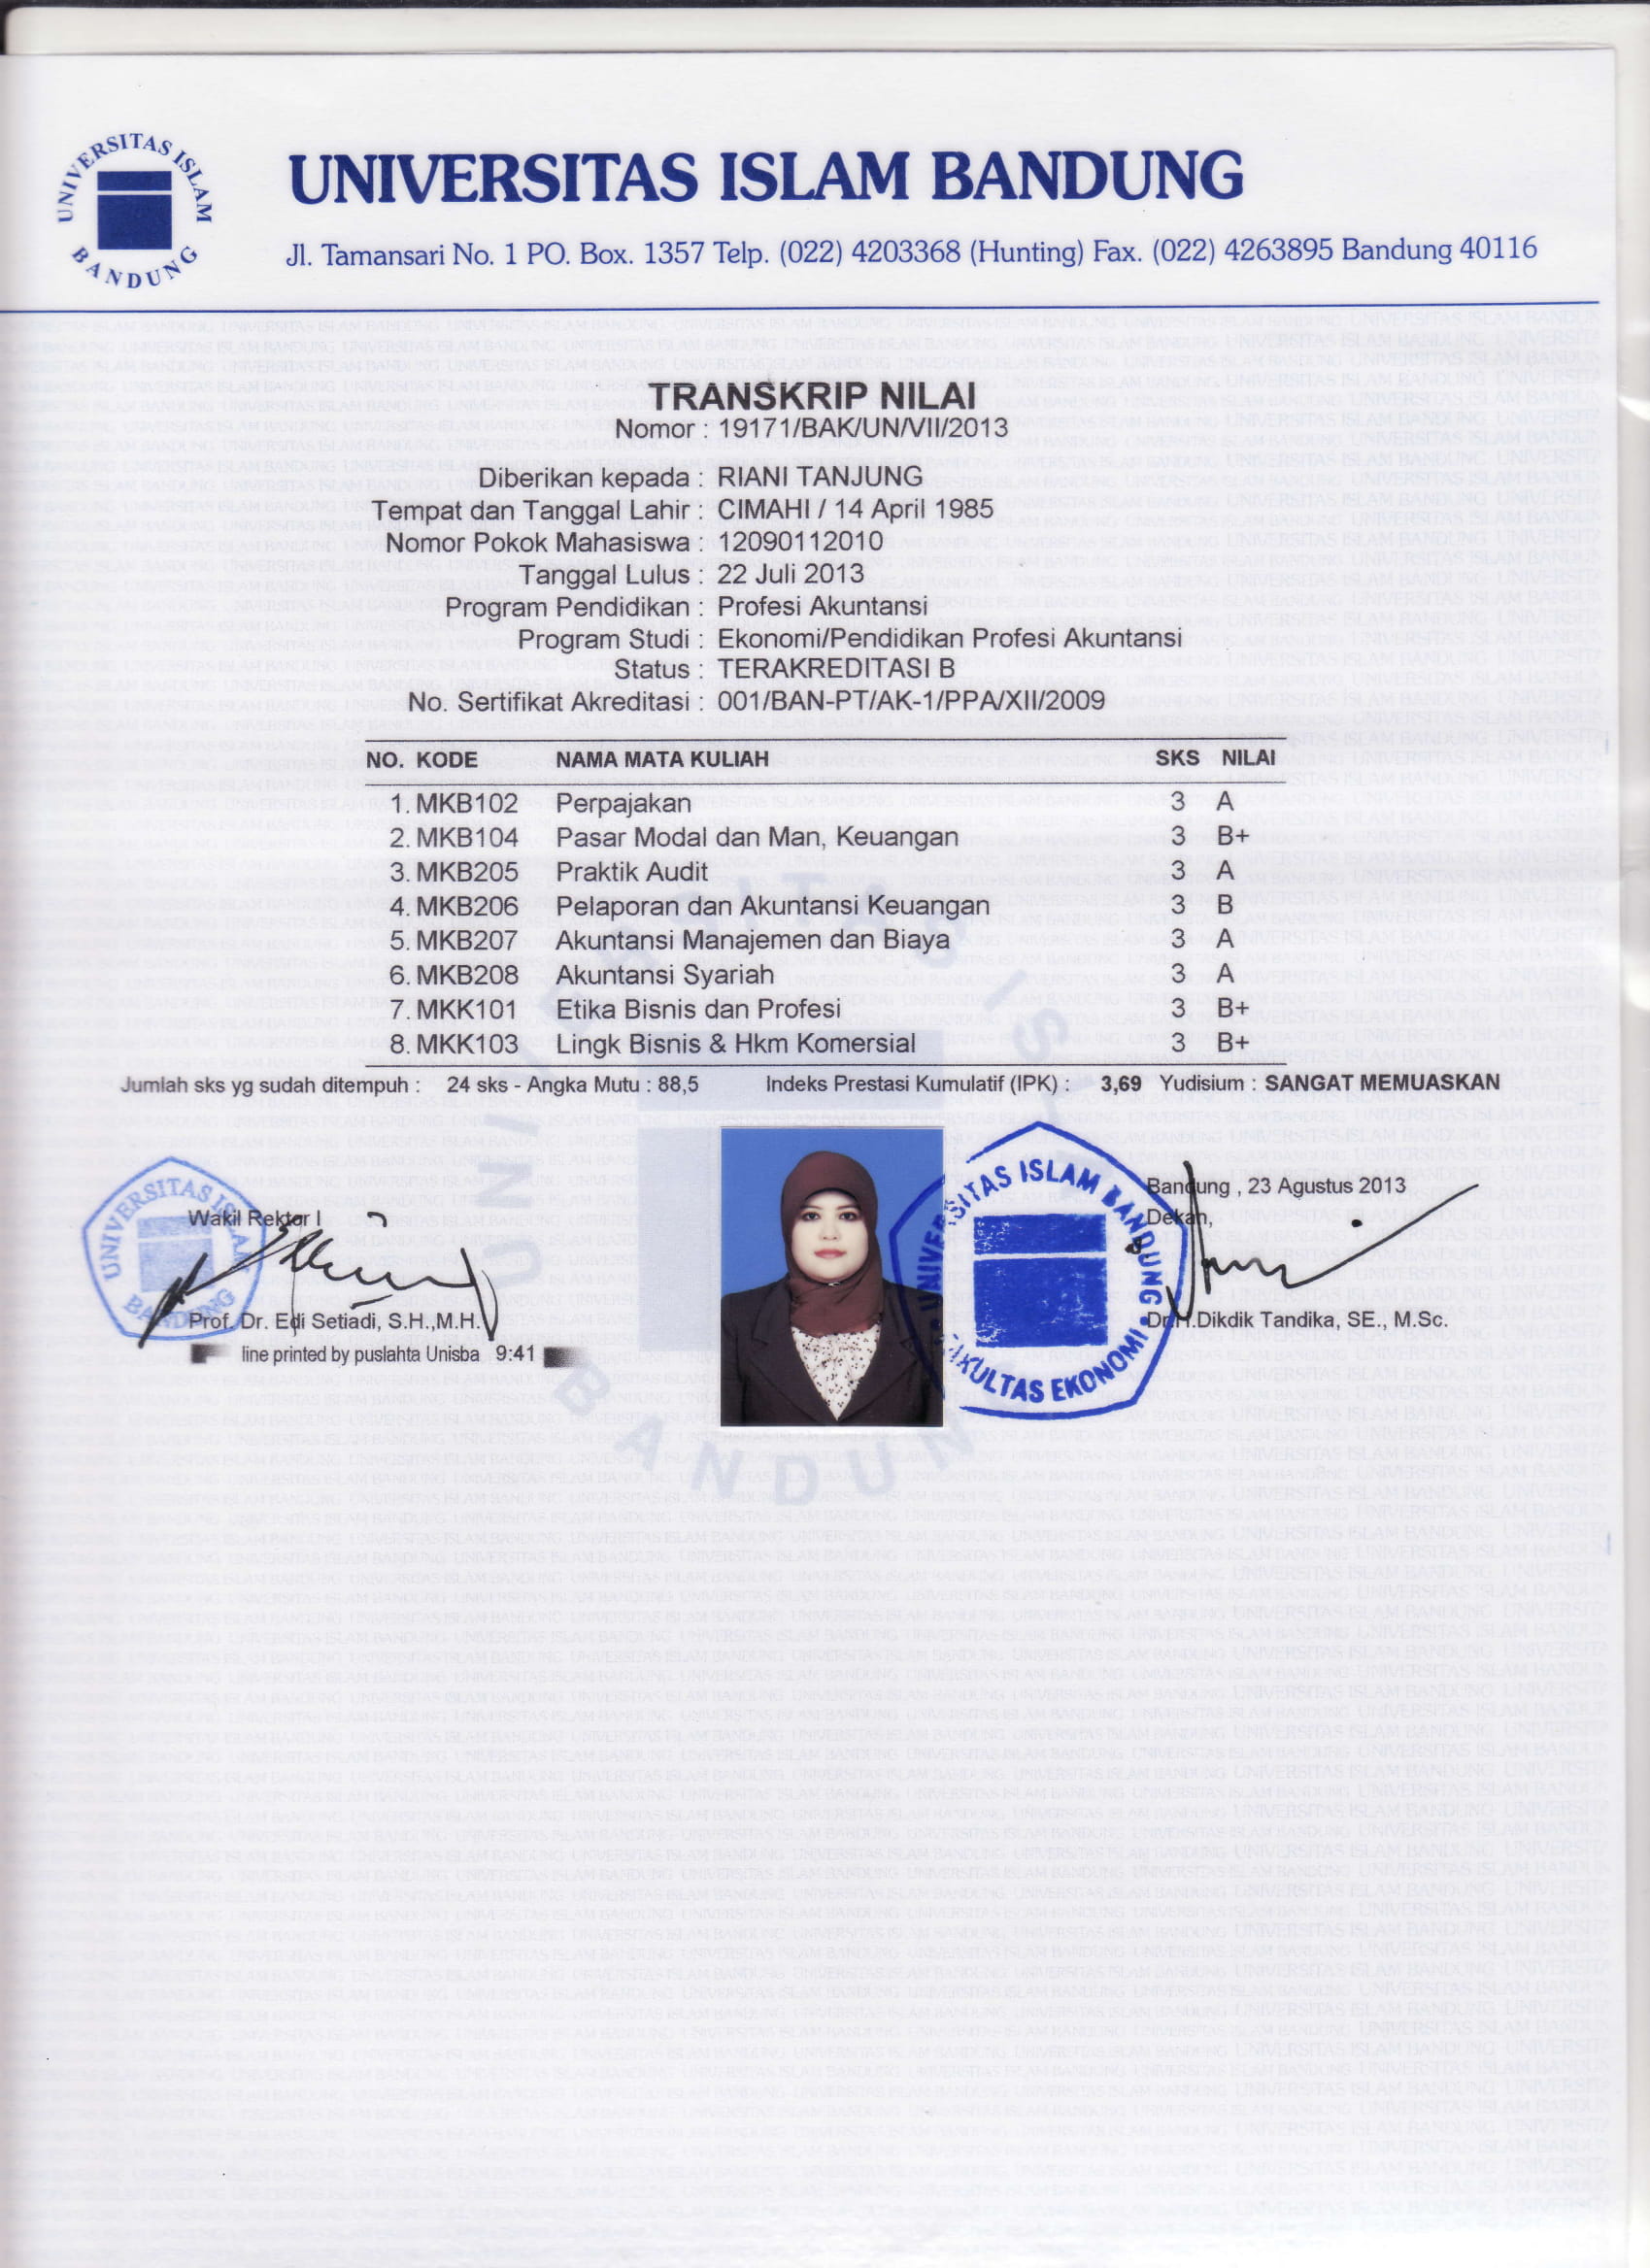 UNIVERSITAS ISLAM BANDUNG
UNIVERSITAS ISLAM BANDUNG
Jl. Tamansari No. 1 PO. Box. 1357 Telp. (022) 4203368 (Hunting) Fax. (022) 4263895 Bandung 40116
TRANSKRIP NILAI
Nomor : 19171/BAK/UN/VII/2013
Diberikan kepada : RIANI TANJUNG
Tempat dan Tanggal Lahir : CIMAHI / 14 April 1985
Nomor Pokok Mahasiswa : 12090112010
Tanggal Lulus : 22 Juli 2013
Program Pendidikan : Profesi Akuntansi
Program Studi : Ekonomi/Pendidikan Profesi Akuntansi
Status : TERAKREDITASI B
No. Sertifikat Akreditasi : 001/BAN-PT/AK-1/PPA/XII/2009
NO. KODE NAMA MATA KULIAH SKS NILAI
1. MKB102 Perpajakan 3 A
2. MKB104 Pasar Modal dan Man, Keuangan 3 B+
3. MKB205 Praktik Audit 3 A
4. MKB206 Pelaporan dan Akuntansi Keuangan 3 B
5. MKB207 Akuntansi Manajemen dan Biaya 3 A
6. MKB208 Akuntansi Syariah 3 A
7. MKK101 Etika Bisnis dan Profesi 3 B+
8. MKK103 Lingk Bisnis & Hkm Komersial 3 B+
Jumlah sks yg sudah ditempuh : 24 sks - Angka Mutu : 88,5 Indeks Prestasi Kumulatif (IPK) : 3,69 Yudisium : SANGAT MEMUASKAN
Bandung , 23 Agustus 2013
Wakil Rektor I
Dekan,
UNIVERSITAS ISLAM BANDUNG
UNIVERSITAS ISLAM BANDUNG
FAKULTAS EKONOMI
Prof. Dr. Edi Setiadi, S.H.,M.H.
Dr.H.Dikdik Tandika, SE., M.Sc.
line printed by puslahta Unisba 9:41